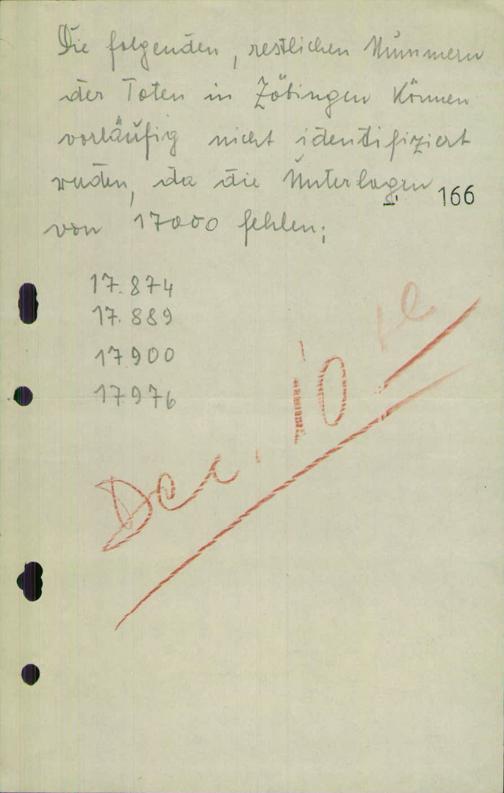 Die folgenden, restlichen Nummern
der Toten in Zöbingen können
vorläufig nicht identifiziert
werden, da die Unterlagen
166
von 17000 fehlen;
17.874
17.889
17900
17976
Dec. 10